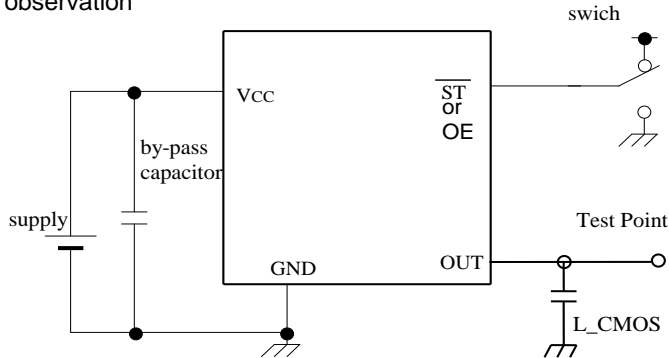 observation
swich
VCC
ST
or
OE
by-pass
capacitor
supply
Test Point
GND
OUT
L_CMOS